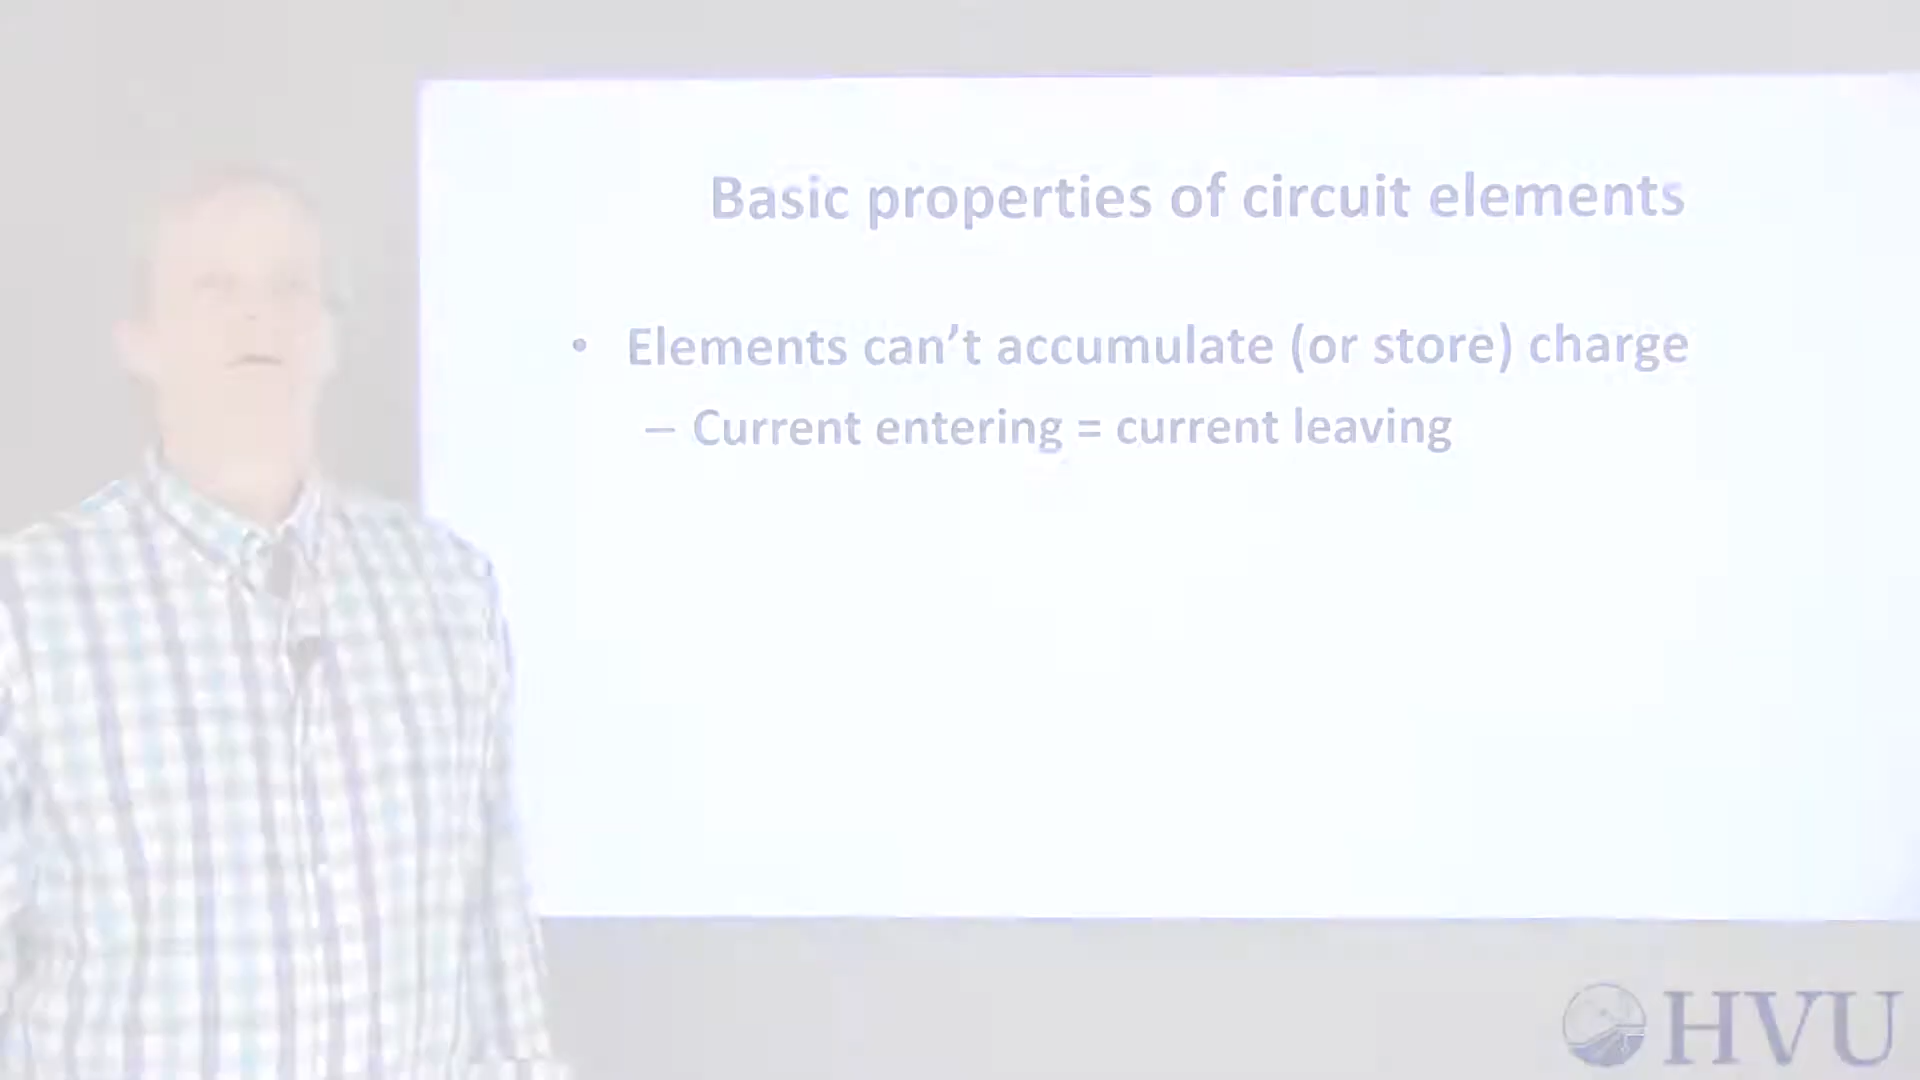 Basic properties of circuit elements
• Elements can't accumulate (or store) charge
– Current entering = current leaving
HVU